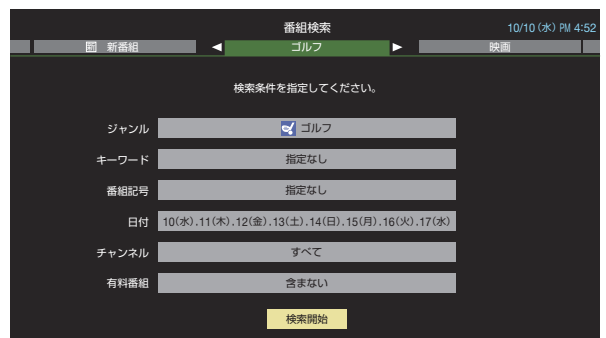 番組検索
10/10(水) PM 4:52
新番組
ゴルフ
映画
検索条件を指定してください。
ジャンル ゴルフ
キーワード 指定なし
番組記号 指定なし
日付 10(水).11(木).12(金).13(土).14(日).15(月).16(火).17(水)
チャンネル すべて
有料番組 含まない
検索開始